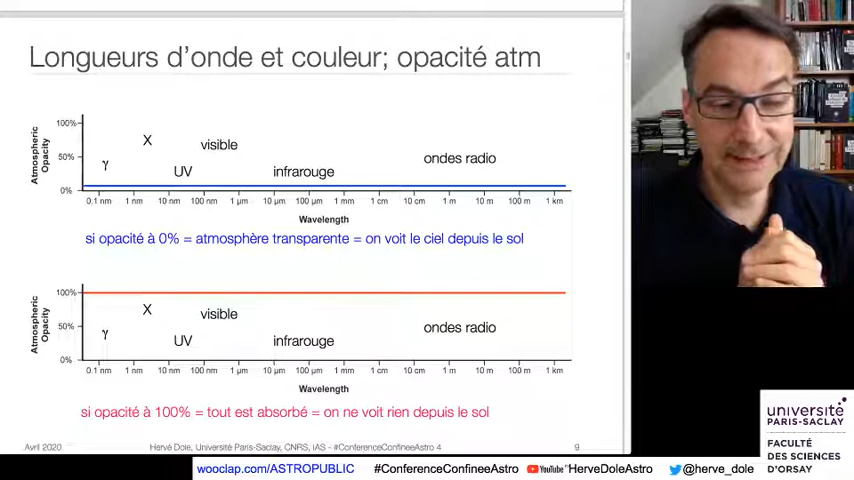 Longueurs d’onde et couleur; opacité atm
Atmospheric
Opacity
100%
50%
0%
γ
X
UV
visible
infrarouge
ondes radio
0.1 nm 1 nm 10 nm 100 nm 1 µm 10 µm 100 µm 1 mm 1 cm 10 cm 1 m 10 m 100 m 1 km
Wavelength
si opacité à 0% = atmosphère transparente = on voit le ciel depuis le sol
Atmospheric
Opacity
100%
50%
0%
γ
X
UV
visible
infrarouge
ondes radio
0.1 nm 1 nm 10 nm 100 nm 1 µm 10 µm 100 µm 1 mm 1 cm 10 cm 1 m 10 m 100 m 1 km
Wavelength
si opacité à 100% = tout est absorbé = on ne voit rien depuis le sol
Avril 2020 Hervé Dole, Université Paris-Saclay, CNRS, IAS - #ConferenceConfineeAstro 4 9
université
PARIS-SACLAY
FACULTÉ
DES SCIENCES
D’ORSAY
wooclap.com/ASTROPUBLIC #ConferenceConfineeAstro YouTube HerveDoleAstro @herve_dole